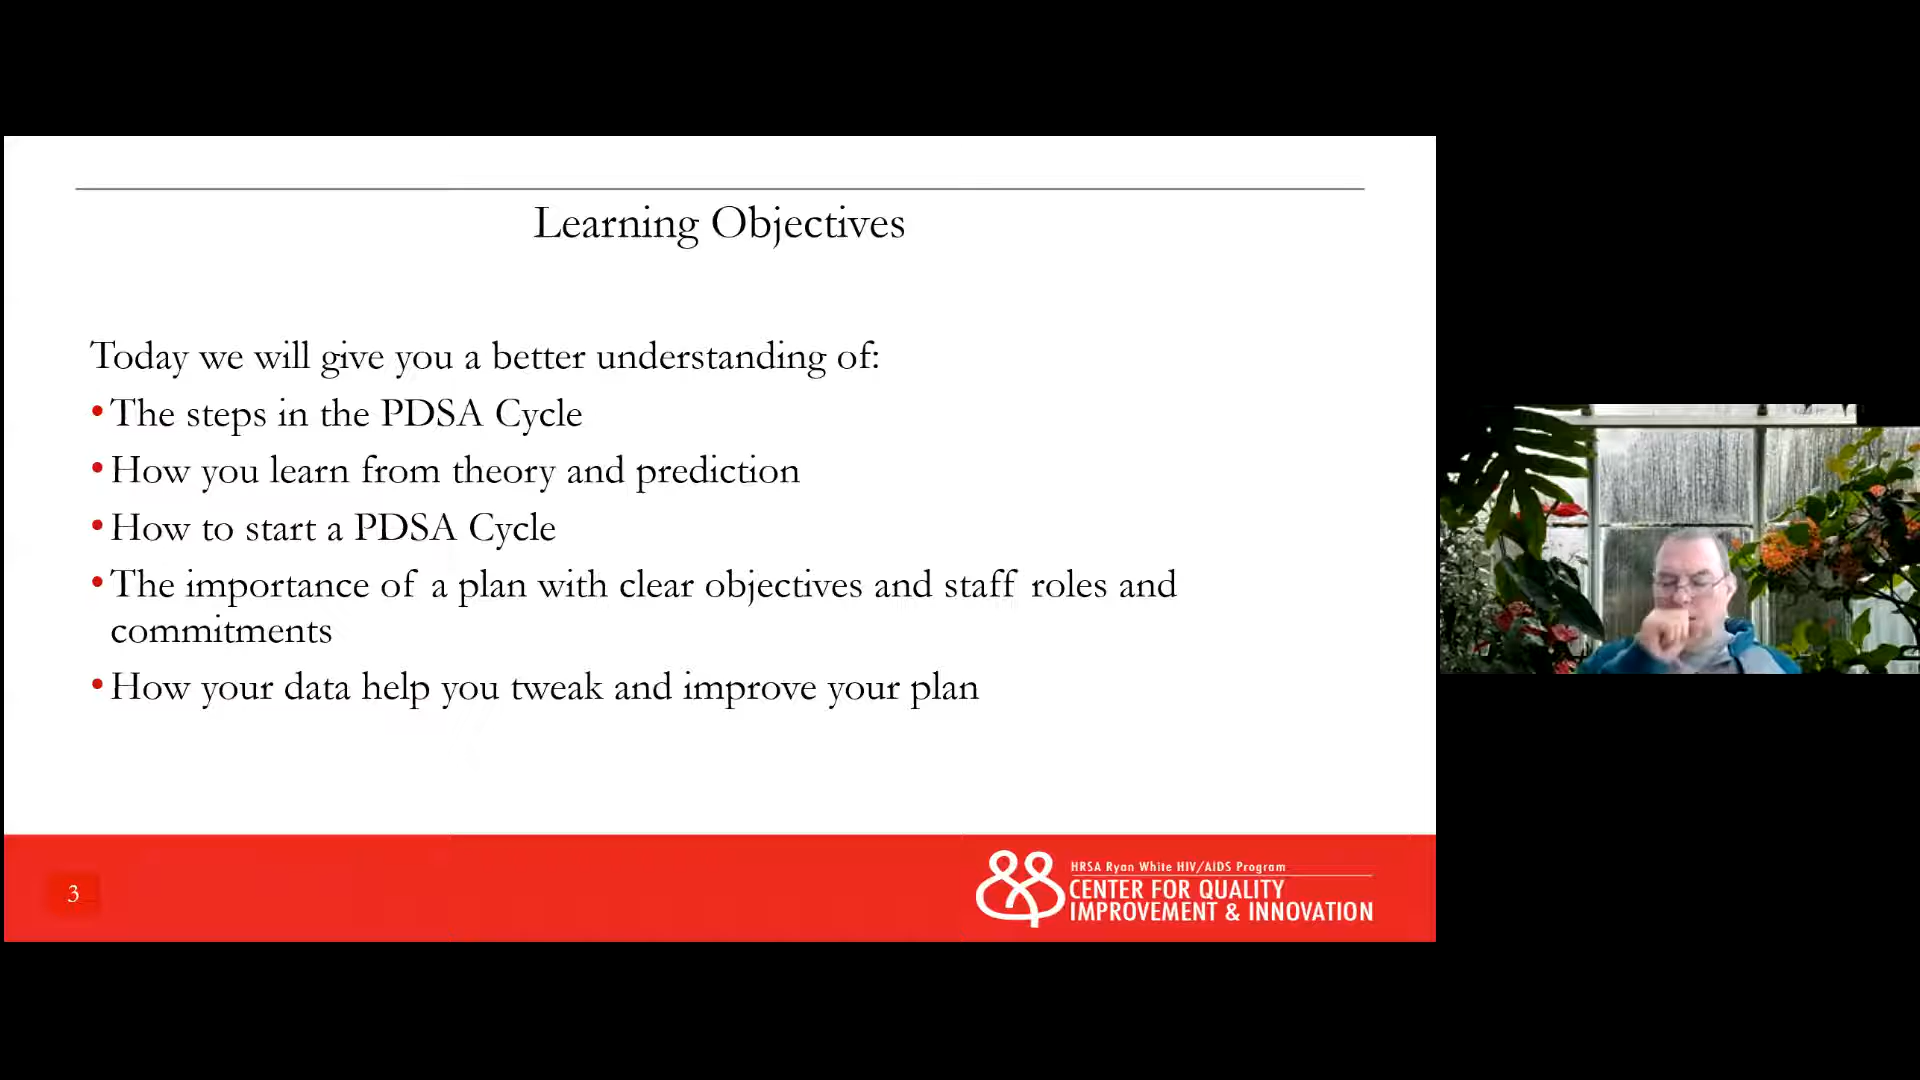 Learning Objectives
Today we will give you a better understanding of:
•The steps in the PDSA Cycle
•How you learn from theory and prediction
•How to start a PDSA Cycle
•The importance of a plan with clear objectives and staff roles and
commitments
•How your data help you tweak and improve your plan
3
HRSA Ryan White HIV/AIDS Program
CENTER FOR QUALITY
IMPROVEMENT & INNOVATION